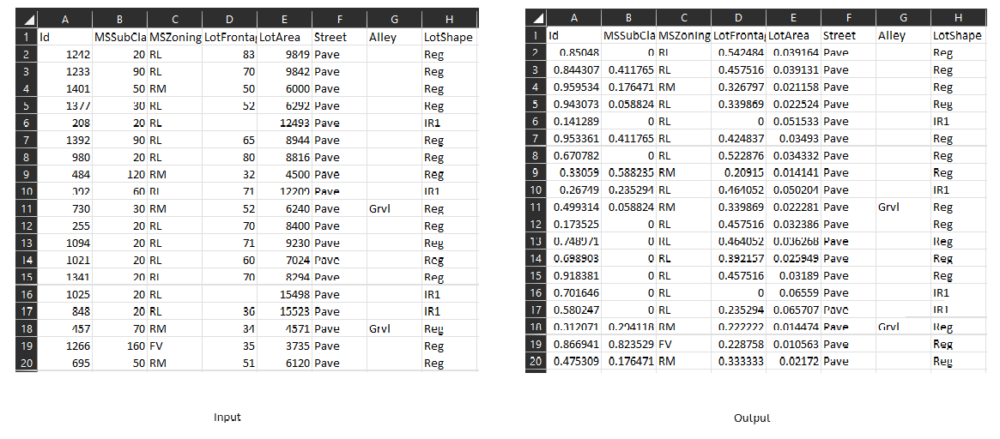 A B C D E F G H
1 Id MSSubCla MSZoning LotFronta LotArea Street Alley LotShape
2 1242 20 RL 83 9849 Pave Reg
3 1233 90 RL 70 9842 Pave Reg
4 1401 50 RM 50 6000 Pave Reg
5 1377 30 RL 52 6292 Pave Reg
6 208 20 RL 12493 Pave IR1
7 1392 90 RL 65 8944 Pave Reg
8 980 20 RL 80 8816 Pave Reg
9 484 120 RM 32 4500 Pave Reg
10 392 60 RL 71 12209 Pave IR1
11 730 30 RM 52 6240 Pave Grvl Reg
12 255 20 RL 70 8400 Pave Reg
13 1094 20 RL 71 9230 Pave Reg
14 1021 20 RL 60 7024 Pave Reg
15 1341 20 RL 70 8294 Pave Reg
16 1025 20 RL 15498 Pave IR1
17 848 20 RL 36 15523 Pave IR1
18 457 70 RM 34 4571 Pave Grvl Reg
19 1266 160 FV 35 3735 Pave Reg
20 695 50 RM 51 6120 Pave Reg
Input
A B C D E F G H
1 Id MSSubCla MSZoning LotFronta LotArea Street Alley LotShape
2 0.85048 0 RL 0.542484 0.039164 Pave Reg
3 0.844307 0.411765 RL 0.457516 0.039131 Pave Reg
4 0.959534 0.176471 RM 0.326797 0.021158 Pave Reg
5 0.943073 0.058824 RL 0.339869 0.022524 Pave Reg
6 0.141289 0 RL 0 0.051533 Pave IR1
7 0.953361 0.411765 RL 0.424837 0.03493 Pave Reg
8 0.670782 0 RL 0.522876 0.034332 Pave Reg
9 0.33059 0.588235 RM 0.20915 0.014141 Pave Reg
10 0.26749 0.235294 RL 0.464052 0.050204 Pave IR1
11 0.499314 0.058824 RM 0.339869 0.022281 Pave Grvl Reg
12 0.173525 0 RL 0.457516 0.032386 Pave Reg
13 0.748971 0 RL 0.464052 0.036268 Pave Reg
14 0.698903 0 RL 0.392157 0.025949 Pave Reg
15 0.918381 0 RL 0.457516 0.03189 Pave Reg
16 0.701646 0 RL 0 0.06559 Pave IR1
17 0.580247 0 RL 0.235294 0.065707 Pave IR1
18 0.312071 0.294118 RM 0.222222 0.014474 Pave Grvl Reg
19 0.866941 0.823529 FV 0.228758 0.010563 Pave Reg
20 0.475309 0.176471 RM 0.333333 0.02172 Pave Reg
Output